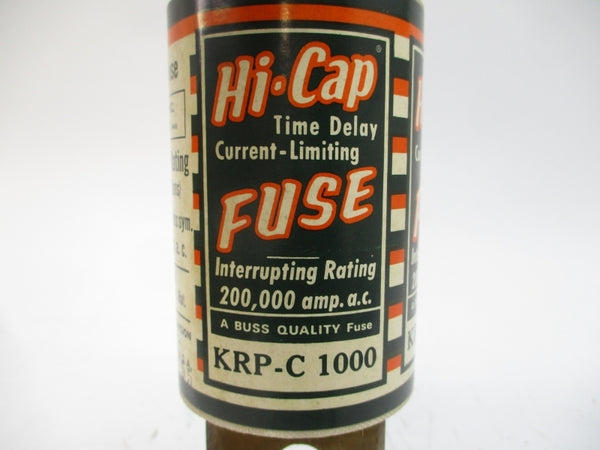 Hi-Cap®
Time Delay
Current-Limiting
FUSE
Interrupting Rating
200,000 amp. a.c.
A BUSS QUALITY Fuse
KRP-C 1000